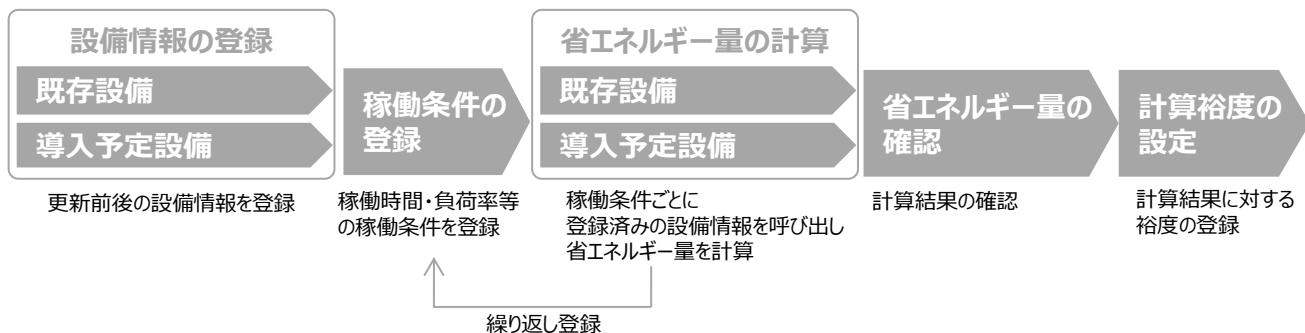 設備情報の登録
既存設備
導入予定設備
更新前後の設備情報を登録
稼働条件の
登録
稼働時間・負荷率等
の稼働条件を登録
省エネルギー量の計算
既存設備
導入予定設備
稼働条件ごとに
登録済みの設備情報を呼び出し
省エネルギー量を計算
省エネルギー量の
確認
計算結果の確認
計算裕度の
設定
計算結果に対する
裕度の登録
繰り返し登録